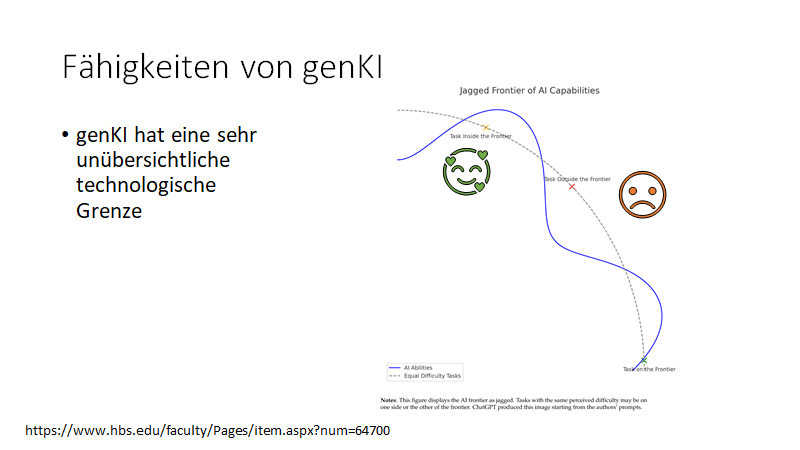 Fähigkeiten von genKI
• genKI hat eine sehr
unübersichtliche
technologische
Grenze
Jagged Frontier of AI Capabilities
Task Inside the Frontier
Task Outside the Frontier
Task on the Frontier
AI Abilities
Equal Difficulty Tasks
Notes: This figure displays the AI frontier as jagged. Tasks with the same perceived difficulty may be on
one side or the other of the frontier. ChatGPT produced this image starting from the authors' prompts.
https://www.hbs.edu/faculty/Pages/item.aspx?num=64700